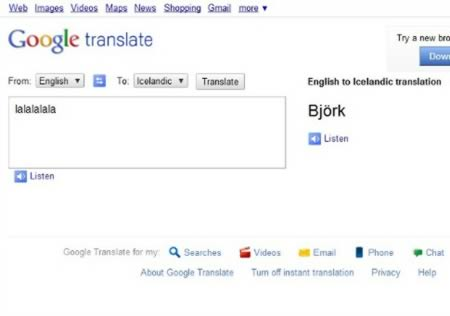 Web Images Videos Maps News Shopping Gmail more ▼
Google translate
Try a new bro
Dow
From: English ▼ To: Icelandic ▼ Translate
English to Icelandic translation
lalalalala
Björk
Listen
Listen
Google Translate for my: Searches Videos Email Phone Chat
About Google Translate Turn off instant translation Privacy Help